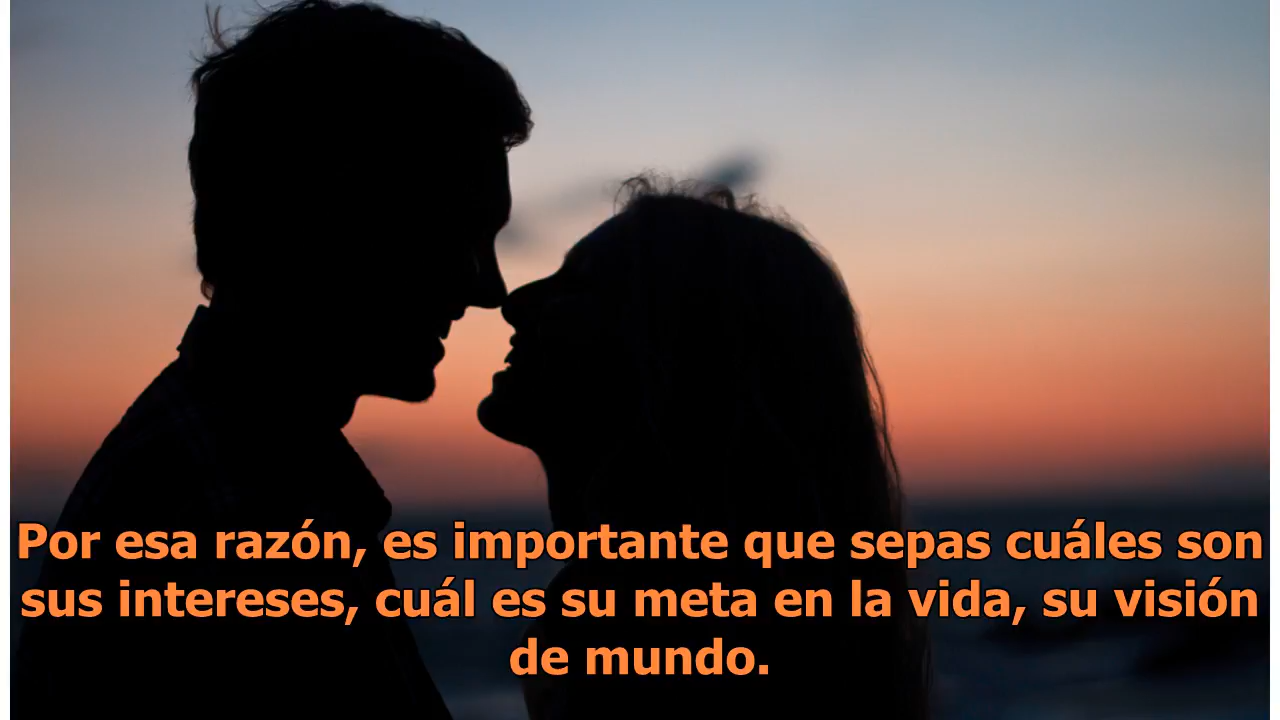 Por esa razón, es importante que sepas cuáles son
sus intereses, cuál es su meta en la vida, su visión
de mundo.